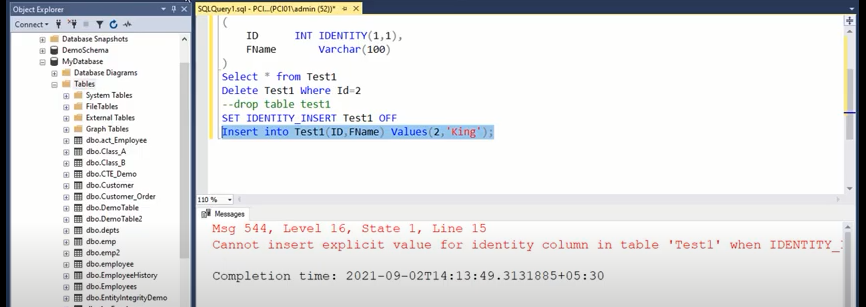 Object Explorer
Connect
Database Snapshots
DemoSchema
MyDatabase
Database Diagrams
Tables
System Tables
FileTables
External Tables
Graph Tables
dbo.act_Employee
dbo.Class_A
dbo.Class_B
dbo.CTE_Demo
dbo.Customer
dbo.Customer_Order
dbo.DemoTable
dbo.DemoTable2
dbo.depts
dbo.emp
dbo.emp2
dbo.employee
dbo.EmployeeHistory
dbo.Employees
dbo.EntityIntegrityDemo
SQLQuery1.sql - PCI...(PCI01\admin (52))*
(
ID INT IDENTITY(1,1),
FName Varchar(100)
)
Select * from Test1
Delete Test1 Where Id=2
--drop table test1
SET IDENTITY_INSERT Test1 OFF
Insert into Test1(ID,FName) Values(2,'King');
110 %
Messages
Msg 544, Level 16, State 1, Line 15
Cannot insert explicit value for identity column in table 'Test1' when IDENTITY_
Completion time: 2021-09-02T14:13:49.3131885+05:30